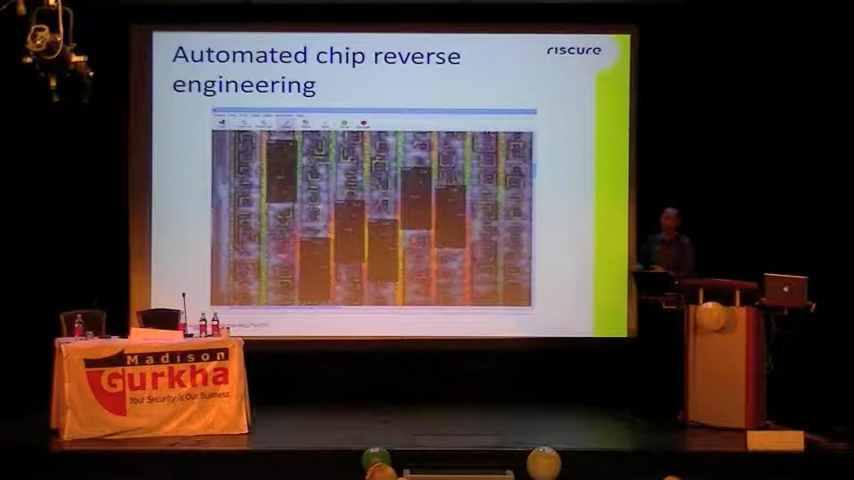 Automated chip reverse
engineering
riscure
Madison
Gurkha
Your Security is Our Business